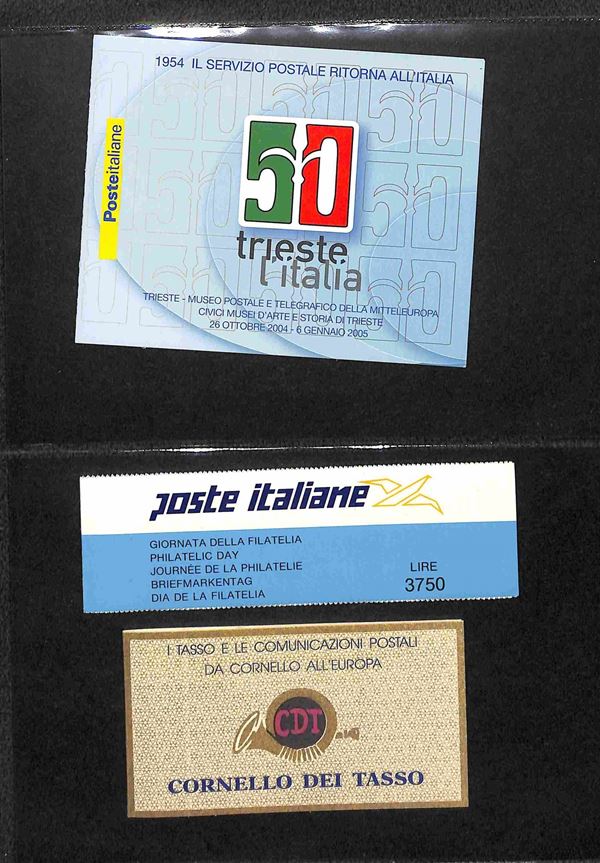 1954 IL SERVIZIO POSTALE RITORNA ALL'ITALIA
Posteitaliane
50
trieste
l'italia
TRIESTE - MUSEO POSTALE E TELEGRAFICO DELLA MITTELEUROPA
CIVICI MUSEI D'ARTE E STORIA DI TRIESTE
26 OTTOBRE 2004 - 6 GENNAIO 2005
poste italiane
GIORNATA DELLA FILATELIA
PHILATELIC DAY
JOURNÉE DE LA PHILATELIE
BRIEFMARKENTAG
DIA DE LA FILATELIA
LIRE
3750
I TASSO E LE COMUNICAZIONI POSTALI
DA CORNELLO ALL'EUROPA
CDT
CORNELLO DEI TASSO